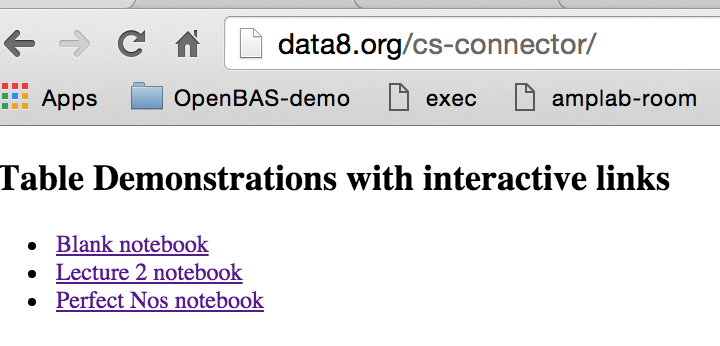 data8.org/cs-connector/
Apps OpenBAS-demo exec amplab-room
Table Demonstrations with interactive links
Blank notebook
Lecture 2 notebook
Perfect Nos notebook